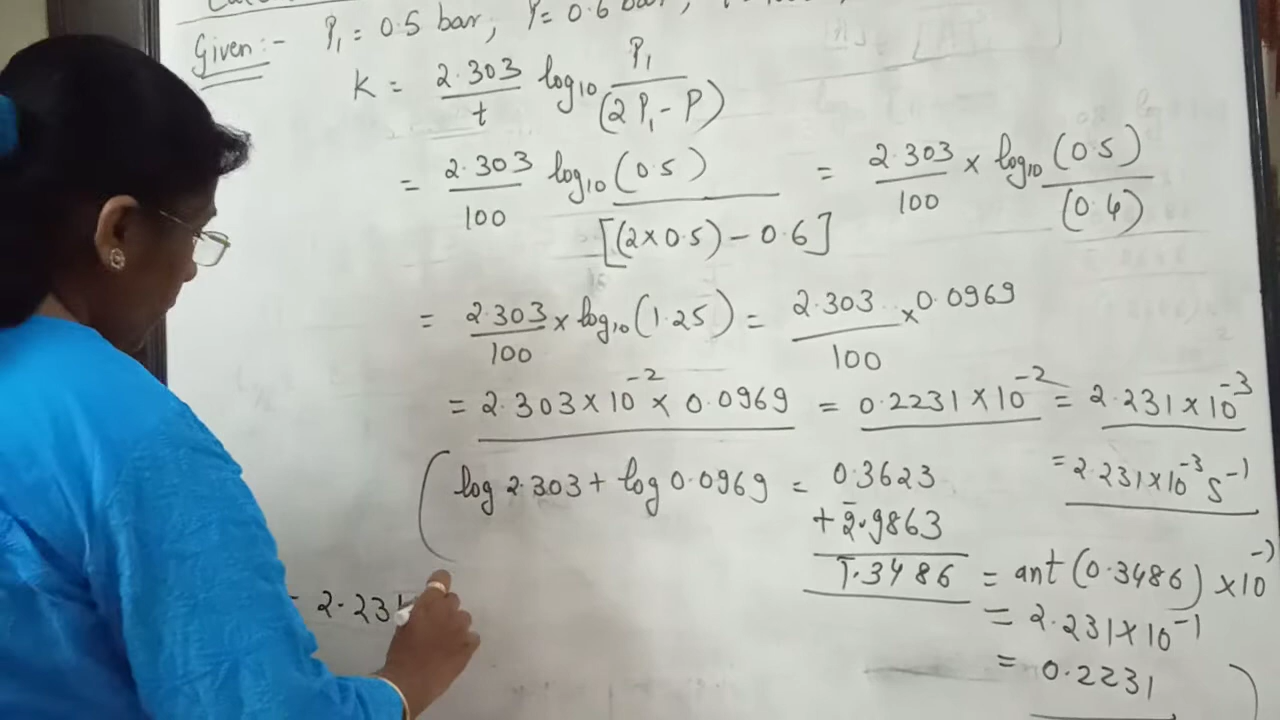 Given:- P₁ = 0.5 bar, P = 0.6 bar,
K = 2.303/t log₁₀ P₁/(2P₁ - P)
= 2.303/100 log₁₀ (0.5)/[(2×0.5) - 0.6] = 2.303/100 × log₁₀ (0.5)/(0.4)
= 2.303/100 × log₁₀ (1.25) = 2.303/100 × 0.0969
= 2.303 × 10⁻² × 0.0969 = 0.2231 × 10⁻² = 2.231 × 10⁻³
= 2.231 × 10⁻³ s⁻¹
(log 2.303 + log 0.0969 = 0.3623
+ 2̄.9863
1̄.3486 = ant (0.3486) × 10⁻¹
= 2.231 × 10⁻¹
= 0.2231)
= 2.231